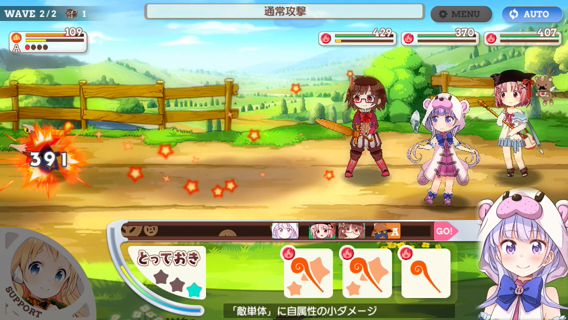 WAVE 2/2 1
通常攻撃
MENU
AUTO
109
A
429
370
407
391
A
GO!
とっておき
SUPPORT
「敵単体」に自属性の小ダメージ